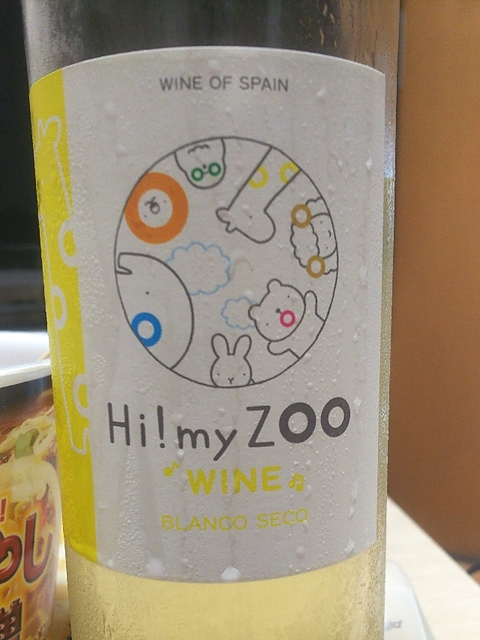 WINE OF SPAIN
Hi! my ZOO
WINE
BLANCO SECO